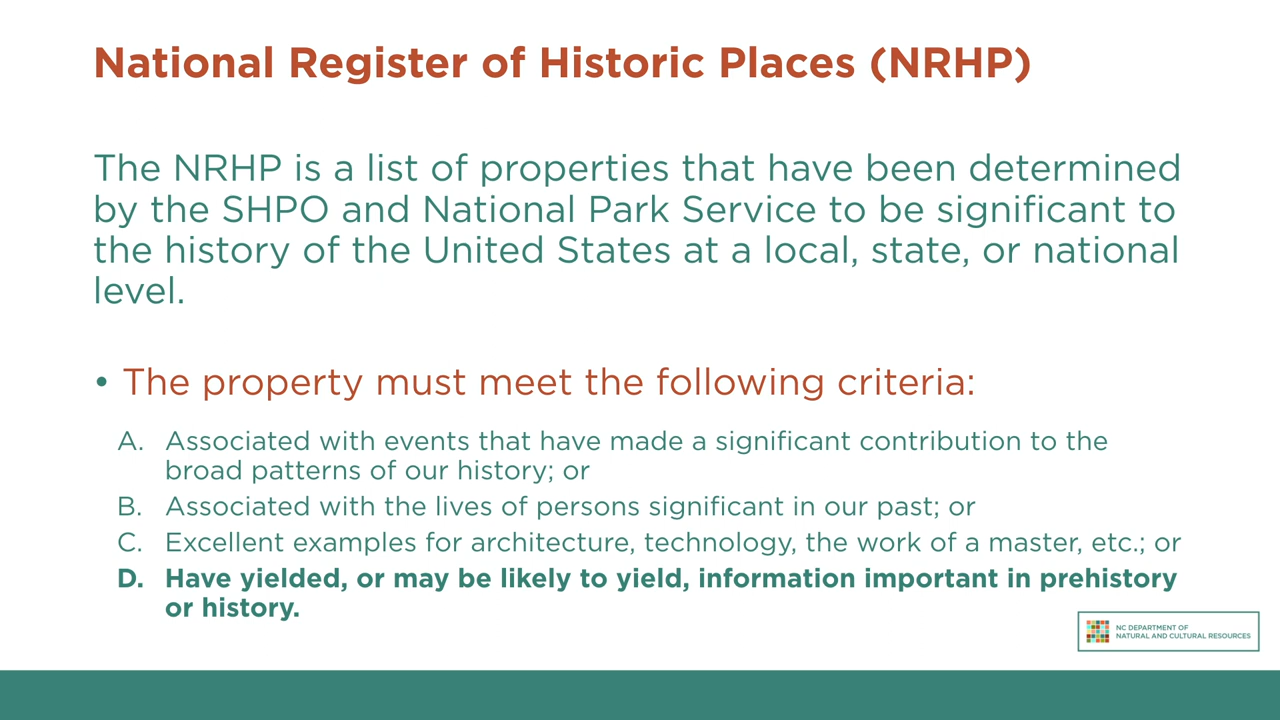 National Register of Historic Places (NRHP)
The NRHP is a list of properties that have been determined
by the SHPO and National Park Service to be significant to
the history of the United States at a local, state, or national
level.
• The property must meet the following criteria:
A. Associated with events that have made a significant contribution to the
broad patterns of our history; or
B. Associated with the lives of persons significant in our past; or
C. Excellent examples for architecture, technology, the work of a master, etc.; or
D. Have yielded, or may be likely to yield, information important in prehistory
or history.
NC DEPARTMENT OF
NATURAL AND CULTURAL RESOURCES